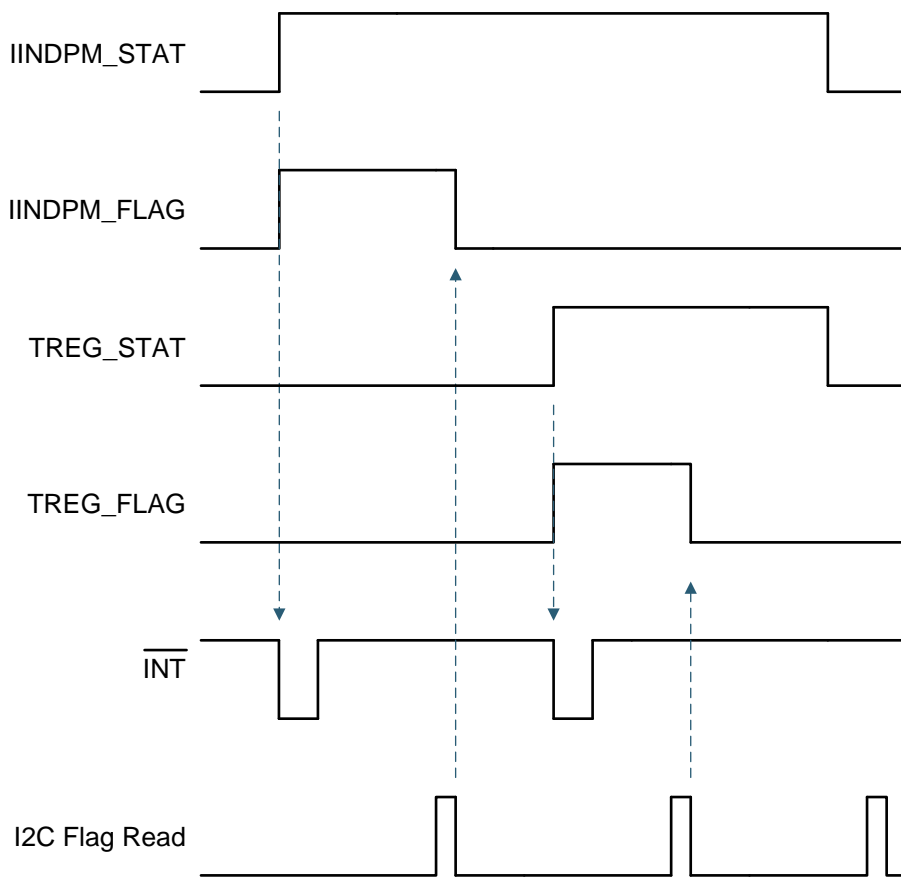 IINDPM_STAT
IINDPM_FLAG
TREG_STAT
TREG_FLAG
INT
I2C Flag Read